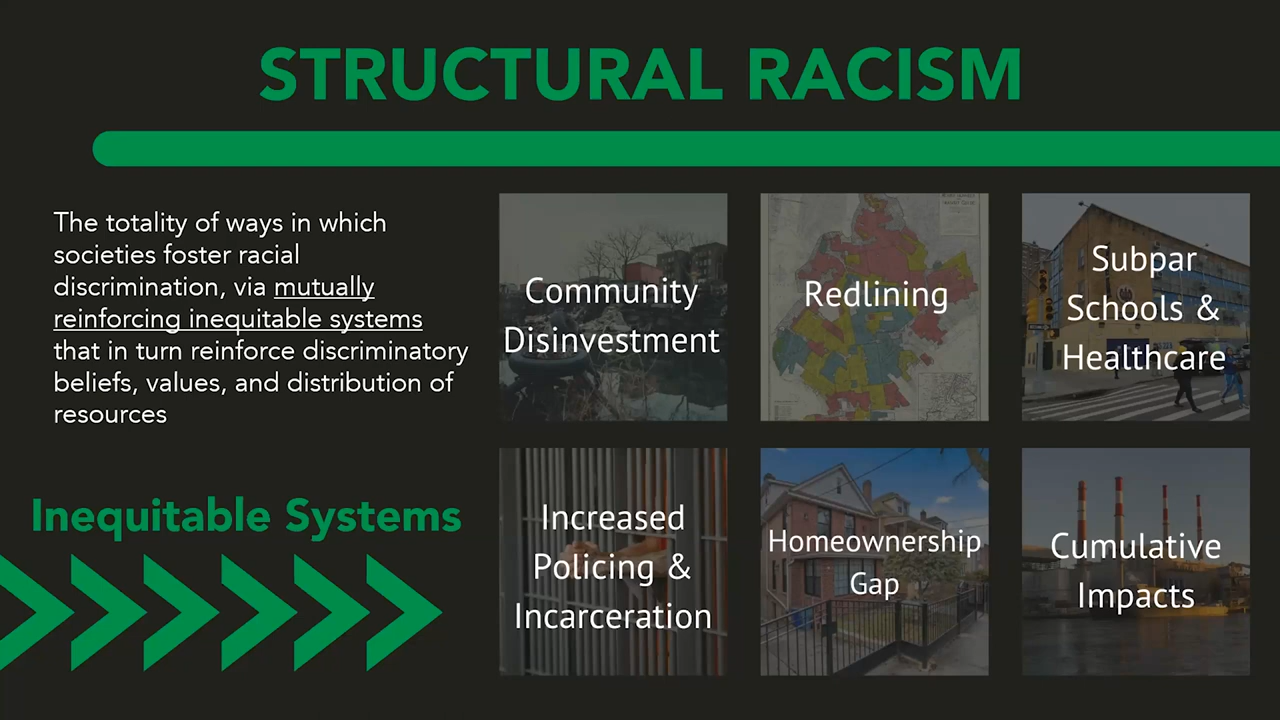 STRUCTURAL RACISM
The totality of ways in which
societies foster racial
discrimination, via mutually
reinforcing inequitable systems
that in turn reinforce discriminatory
beliefs, values, and distribution of
resources
Inequitable Systems
Community
Disinvestment
Redlining
Subpar
Schools &
Healthcare
Increased
Policing &
Incarceration
Homeownership
Gap
Cumulative
Impacts